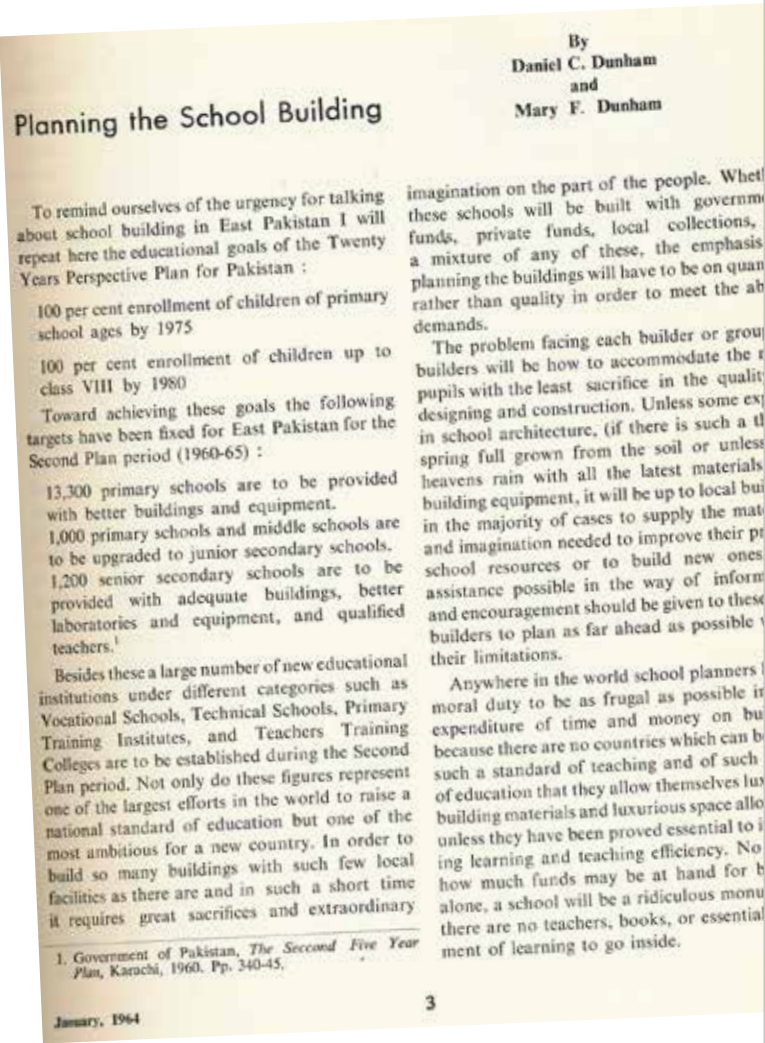 Planning the School Building
By
Daniel C. Dunham
and
Mary F. Dunham
To remind ourselves of the urgency for talking
about school building in East Pakistan I will
repeat here the educational goals of the Twenty
Years Perspective Plan for Pakistan :
100 per cent enrollment of children of primary
school ages by 1975
100 per cent enrollment of children up to
class VIII by 1980
Toward achieving these goals the following
targets have been fixed for East Pakistan for the
Second Plan period (1960-65) :
13,300 primary schools are to be provided
with better buildings and equipment.
1,000 primary schools and middle schools are
to be upgraded to junior secondary schools.
1,200 senior secondary schools are to be
provided with adequate buildings, better
laboratories and equipment, and qualified
teachers.1
Besides these a large number of new educational
institutions under different categories such as
Vocational Schools, Technical Schools, Primary
Training Institutes, and Teachers Training
Colleges are to be established during the Second
Plan period. Not only do these figures represent
one of the largest efforts in the world to raise a
national standard of education but one of the
most ambitious for a new country. In order to
build so many buildings with such few local
facilities as there are and in such a short time
it requires great sacrifices and extraordinary
1. Government of Pakistan, The Second Five Year
Plan, Karachi, 1960. Pp. 340-45.
imagination on the part of the people.
these schools will be built with
funds, private funds, local collections,
a mixture of any of these, the emphasis
planning the buildings will have to be on
rather than quality in order to meet the
demands.
The problem facing each builder or
builders will be how to accommodate the
pupils with the least sacrifice in the
designing and construction. Unless some
in school architecture, (if there is such a
spring full grown from the soil or unless
heavens rain with all the latest materials
building equipment, it will be up to local
in the majority of cases to supply the
and imagination needed to improve their
school resources or to build new ones
assistance possible in the way of
and encouragement should be given to these
builders to plan as far ahead as possible
their limitations.
Anywhere in the world school planners
moral duty to be as frugal as possible
expenditure of time and money on
because there are no countries which can
such a standard of teaching and of such
of education that they allow themselves
building materials and luxurious space
unless they have been proved essential to
ing learning and teaching efficiency. No
how much funds may be at hand for
alone, a school will be a ridiculous
there are no teachers, books, or essential
ment of learning to go inside.
January, 1964
3